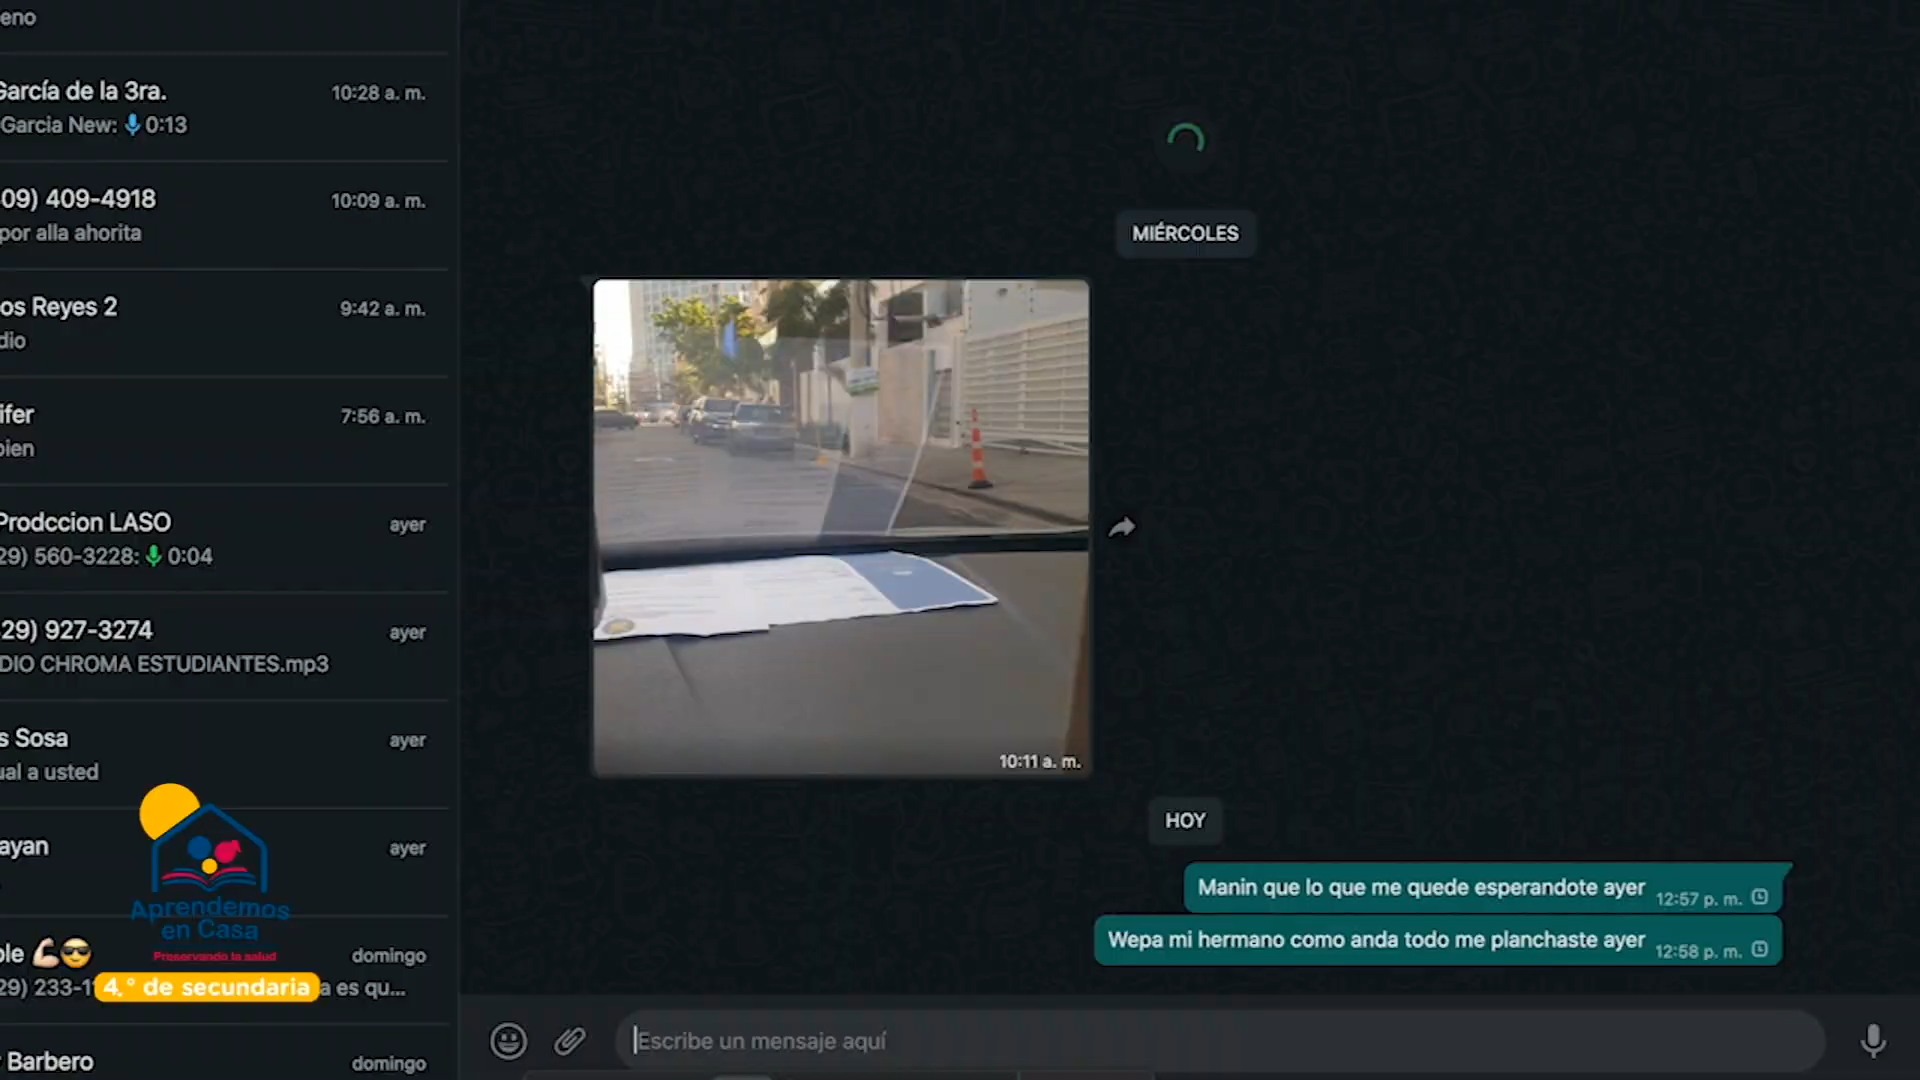 eno
García de la 3ra. 10:28 a. m.
Garcia New: 0:13
09) 409-4918 10:09 a. m.
por alla ahorita
os Reyes 2 9:42 a. m.
dio
ifer 7:56 a. m.
bien
Prodccion LASO ayer
29) 560-3228: 0:04
29) 927-3274 ayer
DIO CHROMA ESTUDIANTES.mp3
s Sosa ayer
ual a usted
ayan ayer
ble 💪😎 domingo
29) 233-1
a es qu...
Barbero domingo
Aprendemos
en Casa
Preservando la salud
4.° de secundaria
MIÉRCOLES
10:11 a. m.
HOY
Manin que lo que me quede esperandote ayer 12:57 p. m.
Wepa mi hermano como anda todo me planchaste ayer 12:58 p. m.
Escribe un mensaje aquí